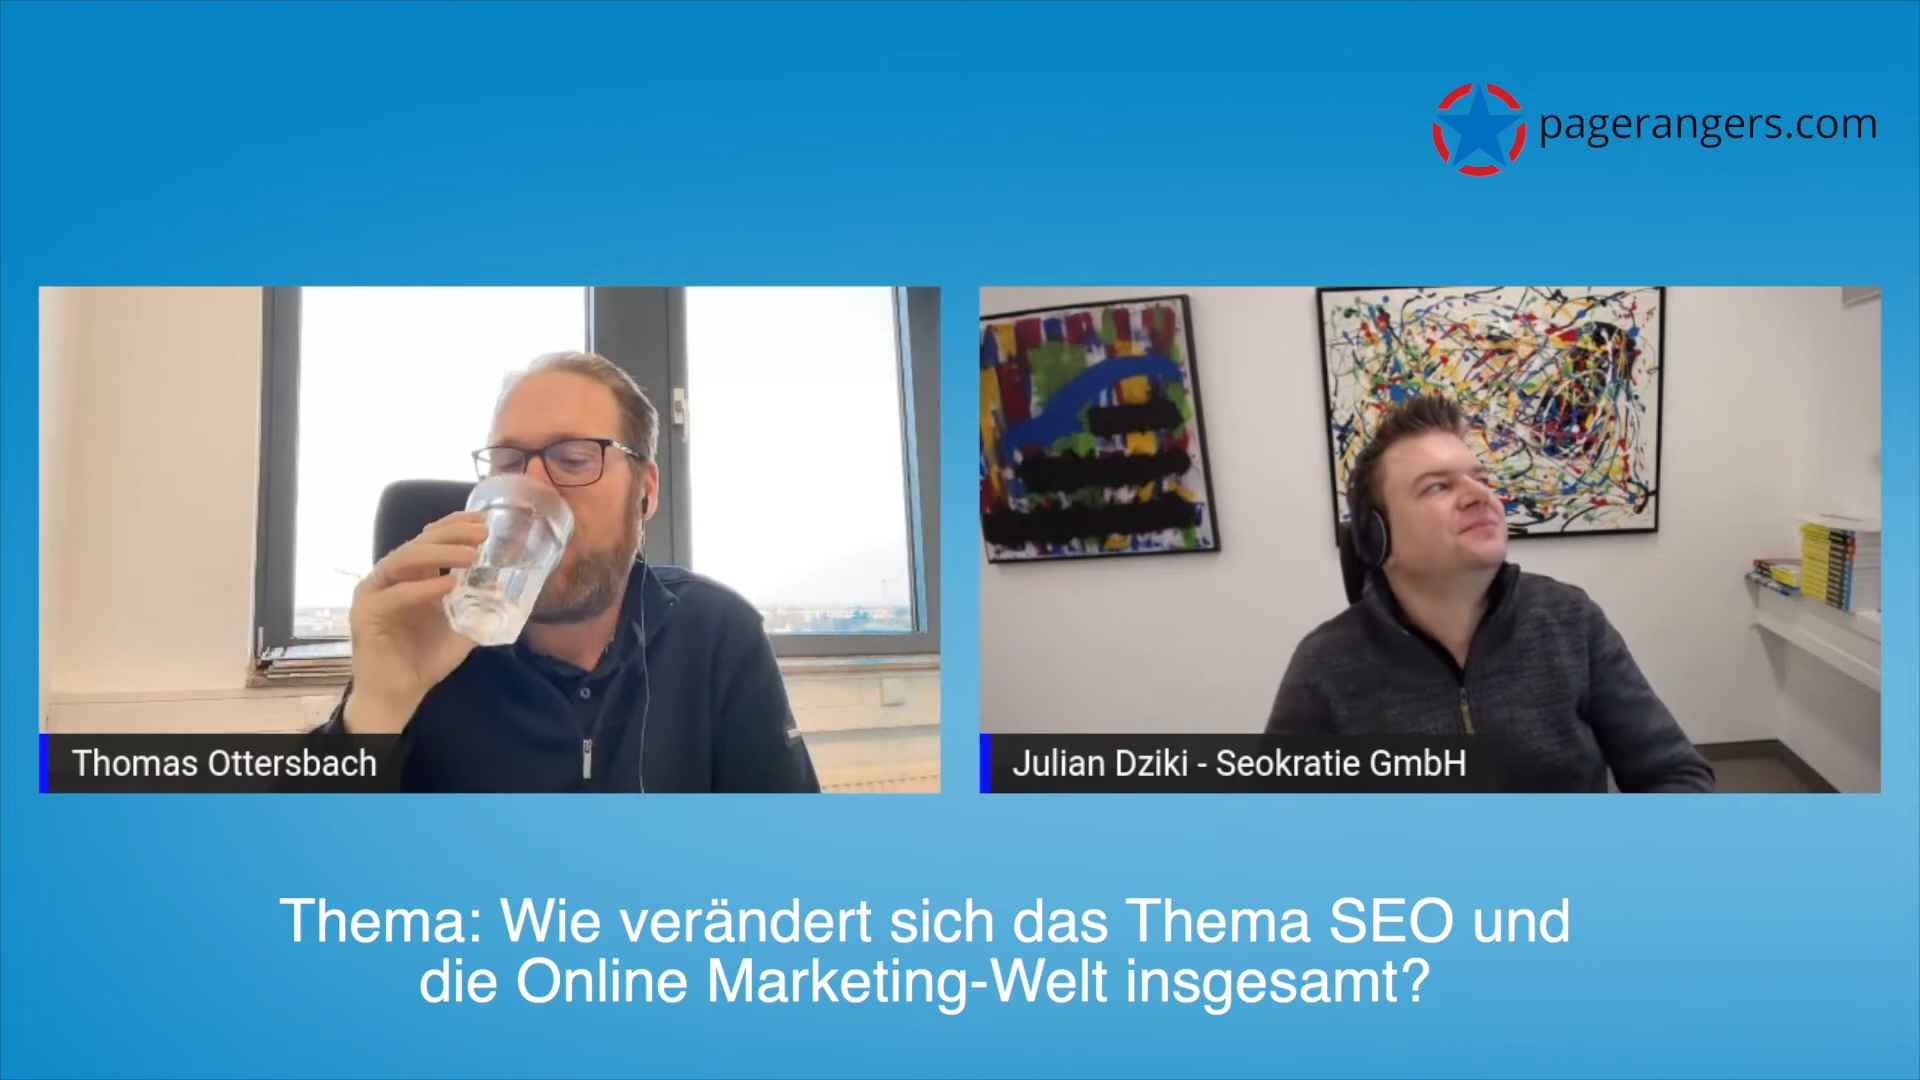 pagerangers.com
Thomas Ottersbach
Julian Dziki - Seokratie GmbH
Thema: Wie verändert sich das Thema SEO und
die Online Marketing-Welt insgesamt?